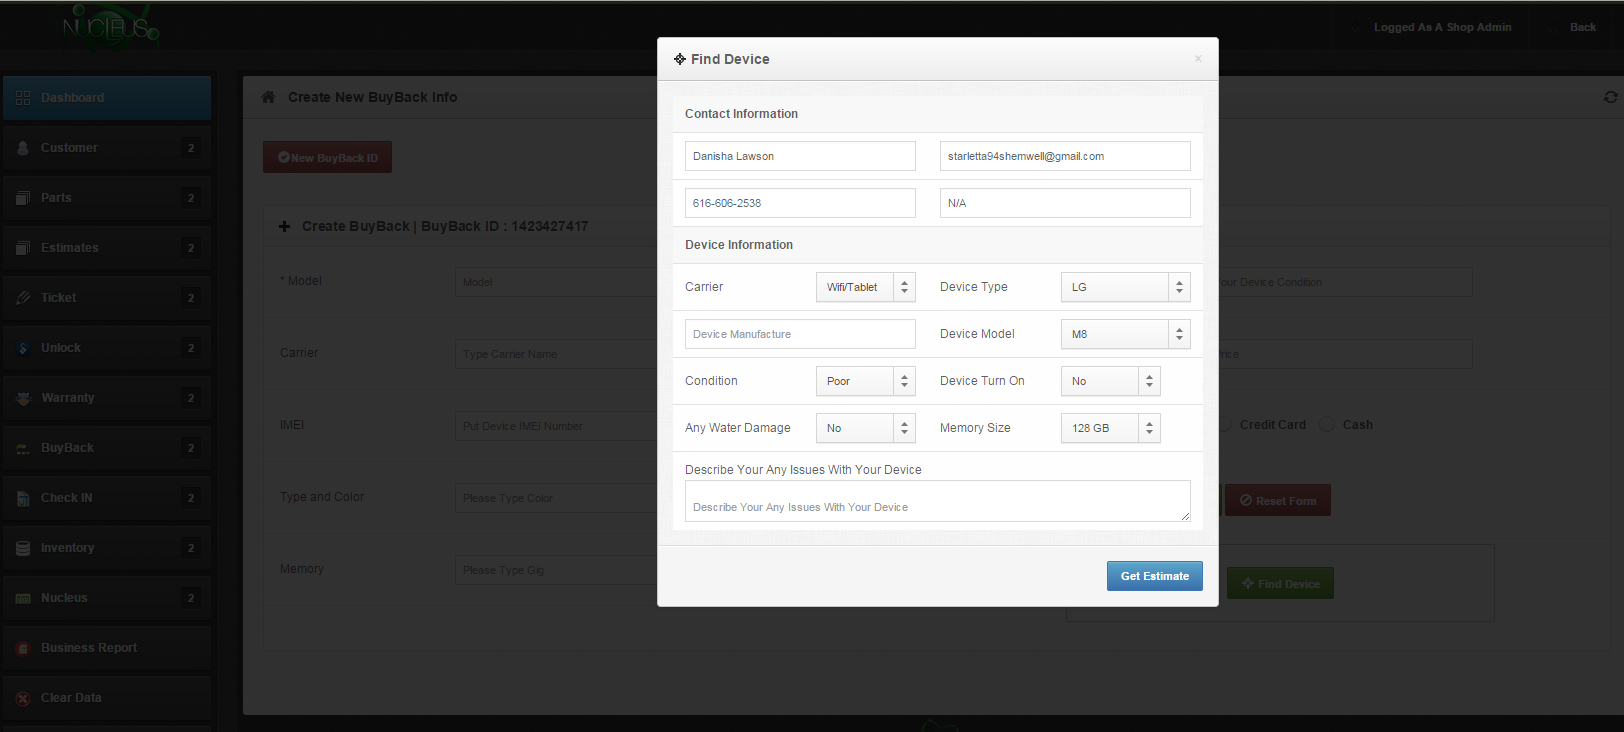 NUCLEUS
Logged As A Shop Admin
Back
Dashboard
Customer 2
Parts 2
Estimates 2
Ticket 2
Unlock 2
Warranty 2
BuyBack 2
Check IN 2
Inventory 2
Nucleus 2
Business Report
Clear Data
Create New BuyBack Info
New BuyBack ID
Create BuyBack | BuyBack ID : 1423427417
* Model
Model
our Device Condition
Carrier
Type Carrier Name
rice
IMEI
Put Device IMEI Number
Credit Card
Cash
Type and Color
Please Type Color
Reset Form
Memory
Please Type Gig
Find Device
Find Device
×
Contact Information
Danisha Lawson
starletta94shemwell@gmail.com
616-606-2538
N/A
Device Information
Carrier
Wifi/Tablet
Device Type
LG
Device Manufacture
Device Model
M8
Condition
Poor
Device Turn On
No
Any Water Damage
No
Memory Size
128 GB
Describe Your Any Issues With Your Device
Describe Your Any Issues With Your Device
Get Estimate